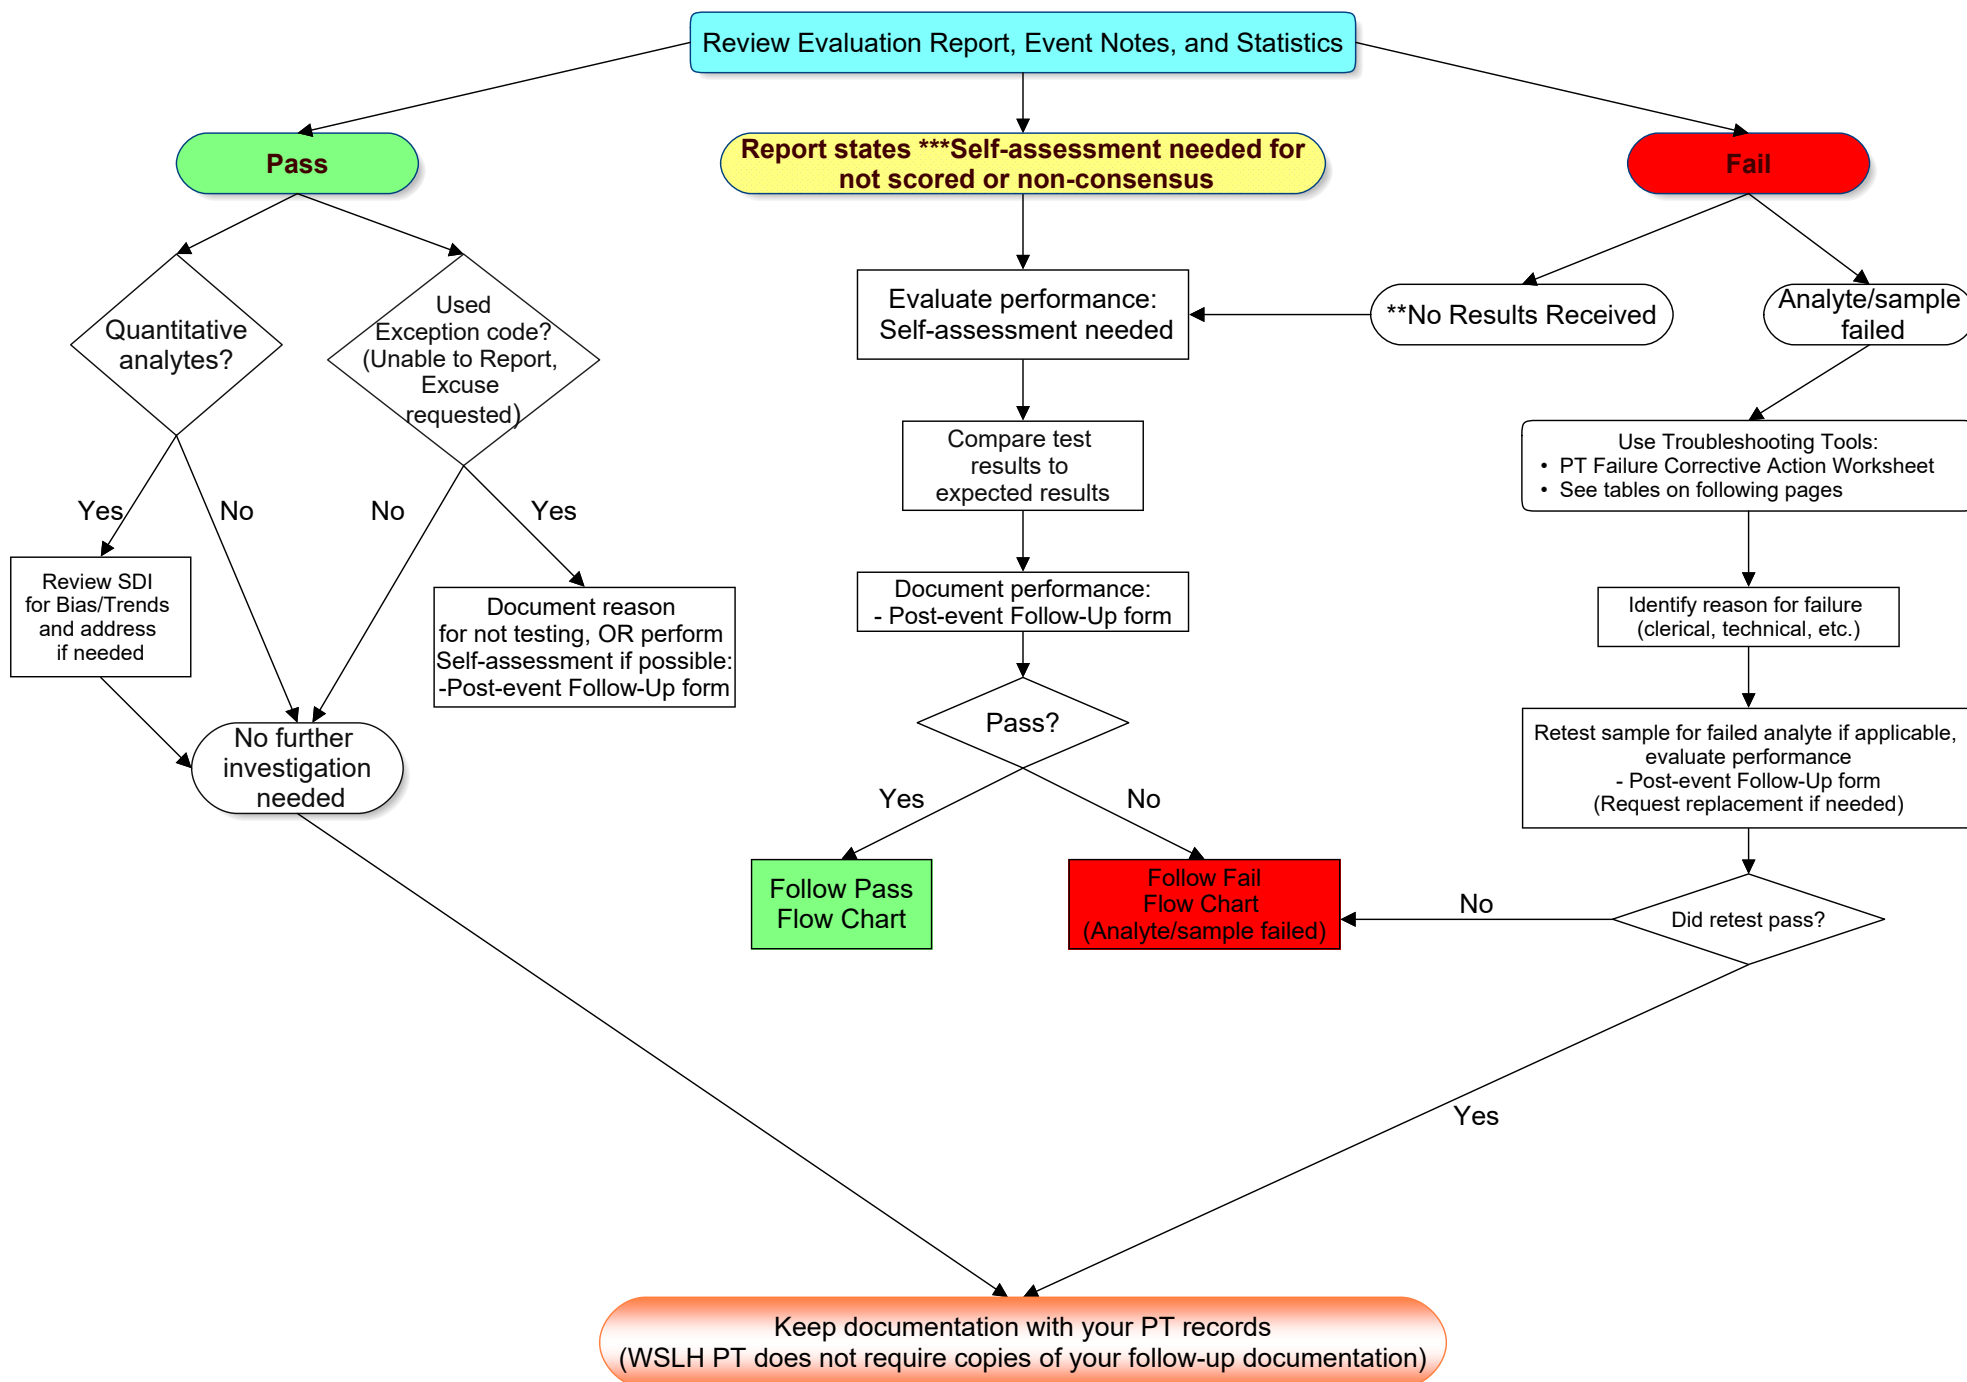 Review Evaluation Report, Event Notes, and Statistics
Pass
Report states ***Self-assessment needed for
not scored or non-consensus
Fail
Quantitative
analytes?
Used
Exception code?
(Unable to Report,
Excuse
requested)
Evaluate performance:
Self-assessment needed
**No Results Received
Analyte/sample
failed
Yes
No
No
Yes
Compare test
results to
expected results
Use Troubleshooting Tools:
• PT Failure Corrective Action Worksheet
• See tables on following pages
Review SDI
for Bias/Trends
and address
if needed
Document reason
for not testing, OR perform
Self-assessment if possible:
-Post-event Follow-Up form
Document performance:
- Post-event Follow-Up form
Identify reason for failure
(clerical, technical, etc.)
No further
investigation
needed
Pass?
Retest sample for failed analyte if applicable,
evaluate performance
- Post-event Follow-Up form
(Request replacement if needed)
Yes
No
Follow Pass
Flow Chart
Follow Fail
Flow Chart
(Analyte/sample failed)
No
Did retest pass?
Yes
Keep documentation with your PT records
(WSLH PT does not require copies of your follow-up documentation)